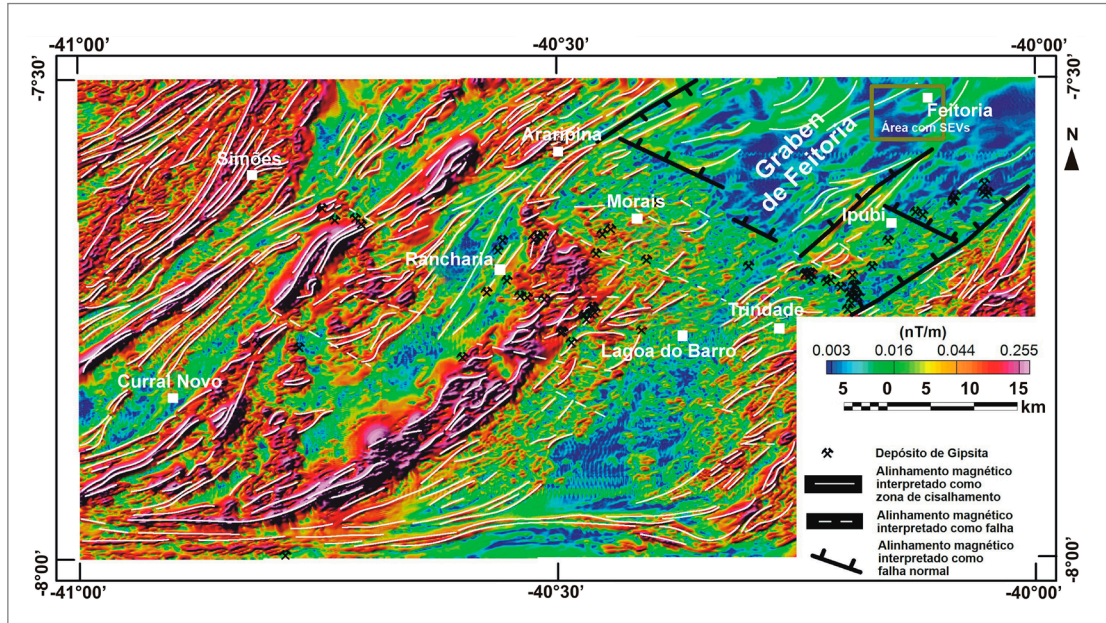 -41°00'
-40°30'
-40°00'
-7°30'
-7°30'
Feitoria
Área com SEVs
Graben
de Feitoria
Araripina
N
Simões
Morais
Ipubi
Rancharia
Trindade
Lagoa do Barro
(nT/m)
0.003 0.016 0.044 0.255
Curral Novo
5 0 5 10 15
km
Depósito de Gipsita
Alinhamento magnético
interpretado como
zona de cisalhamento
Alinhamento magnético
interpretado como falha
Alinhamento magnético
interpretado como
falha normal
-8°00'
-8°00'
-41°00'
-40°30'
-40°00'